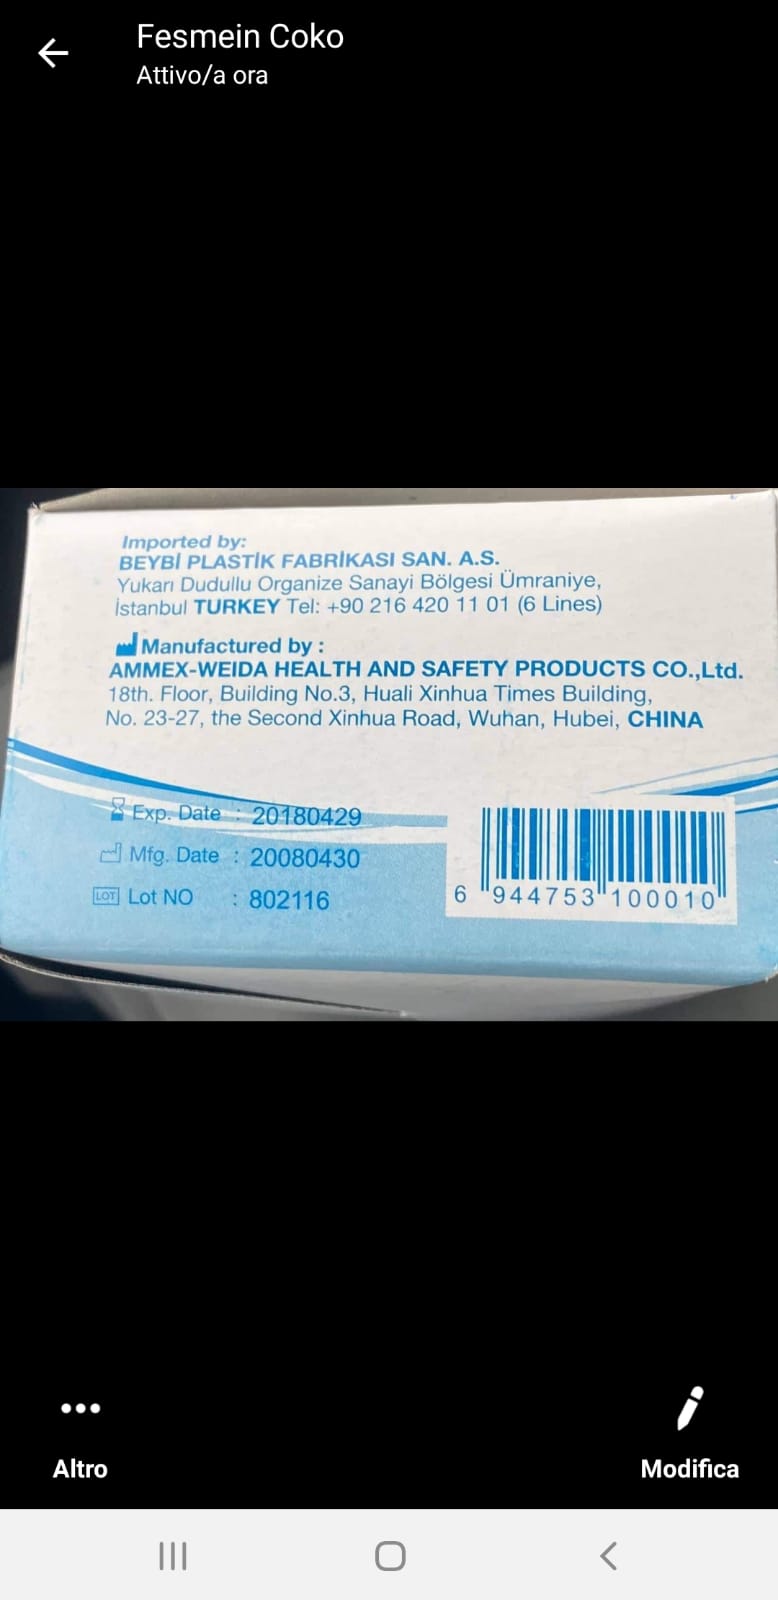 Fesmein Coko
Attivo/a ora
Imported by:
BEYBİ PLASTİK FABRİKASI SAN. A.S.
Yukarı Dudullu Organize Sanayi Bölgesi Ümraniye,
İstanbul TURKEY Tel: +90 216 420 11 01 (6 Lines)
Manufactured by :
AMMEX-WEIDA HEALTH AND SAFETY PRODUCTS CO.,Ltd.
18th. Floor, Building No.3, Huali Xinhua Times Building,
No. 23-27, the Second Xinhua Road, Wuhan, Hubei, CHINA
Exp. Date : 20180429
Mfg. Date : 20080430
LOT Lot NO : 802116
6 944753 100010
Altro
Modifica